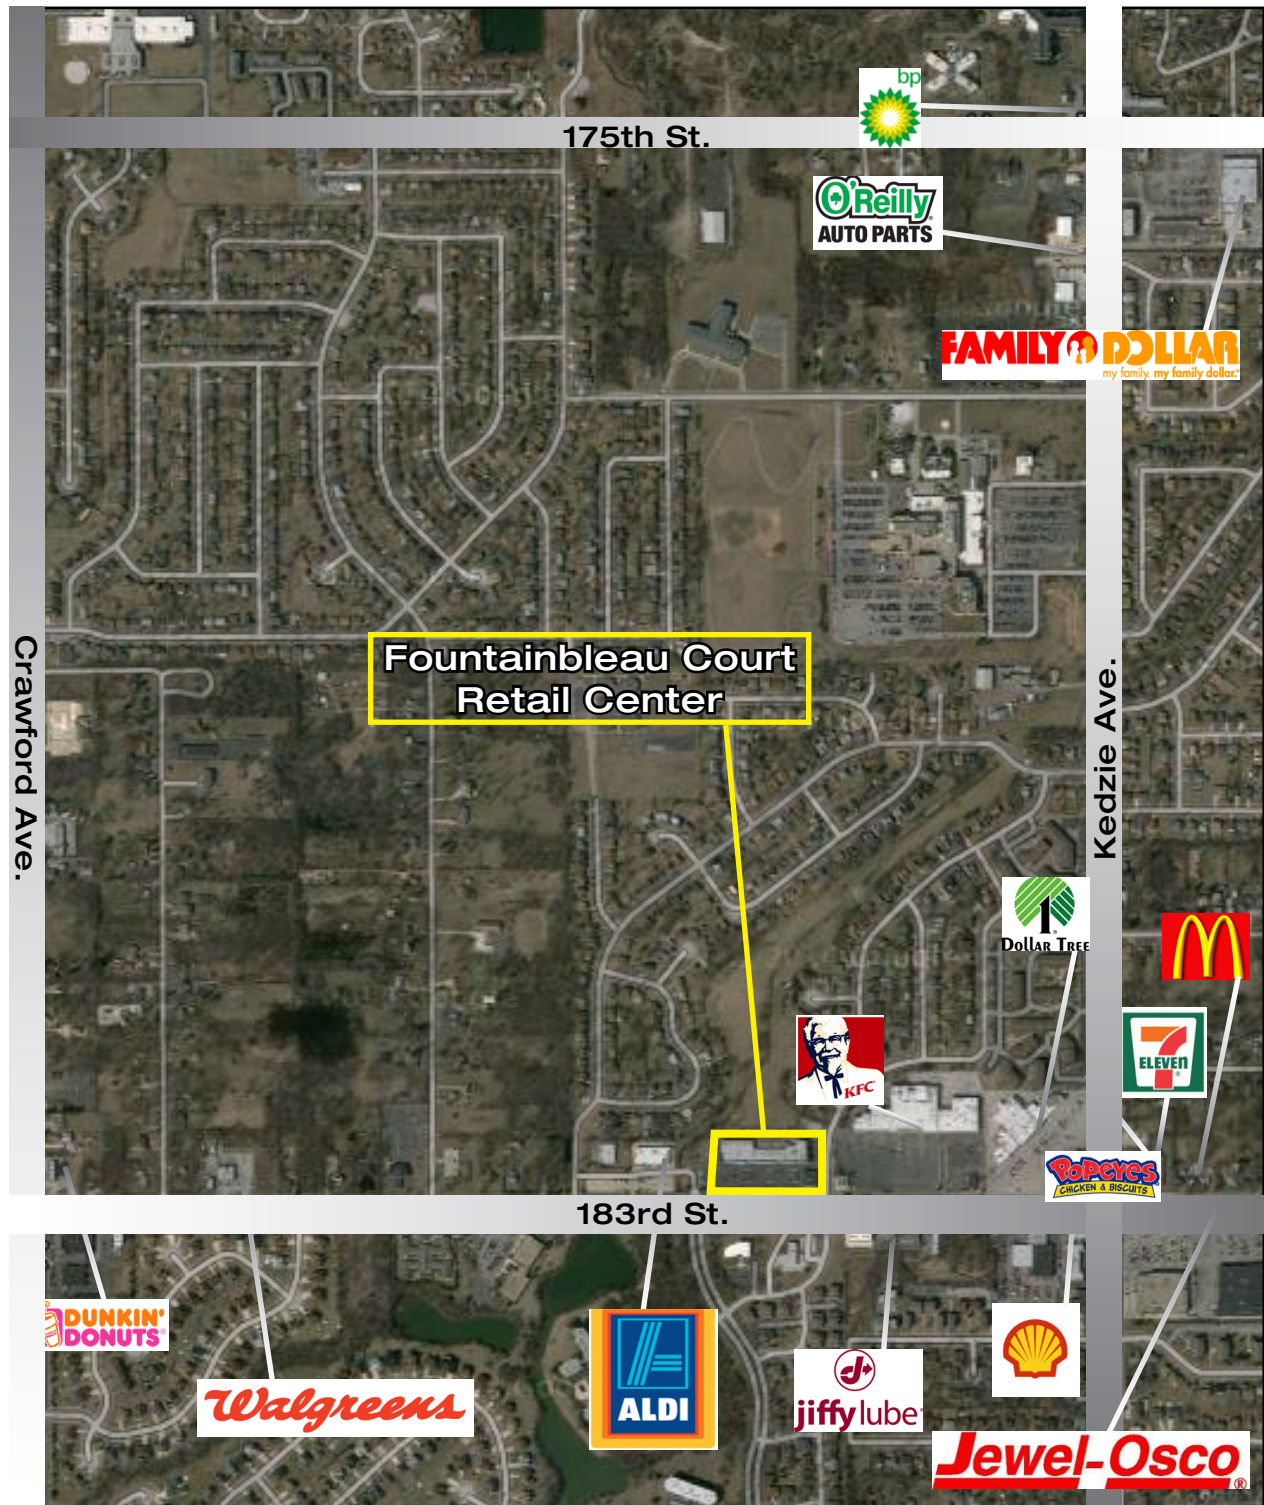 bp
175th St.
O'Reilly
AUTO PARTS
FAMILY DOLLAR
my family. my family dollar.
Fountainbleau Court
Retail Center
Crawford Ave.
Kedzie Ave.
1
DOLLAR TREE
7
ELEVEN
KFC
POPEYES
CHICKEN & BISCUITS
183rd St.
DUNKIN'
DONUTS
Walgreens
ALDI
jiffy lube
Jewel-Osco